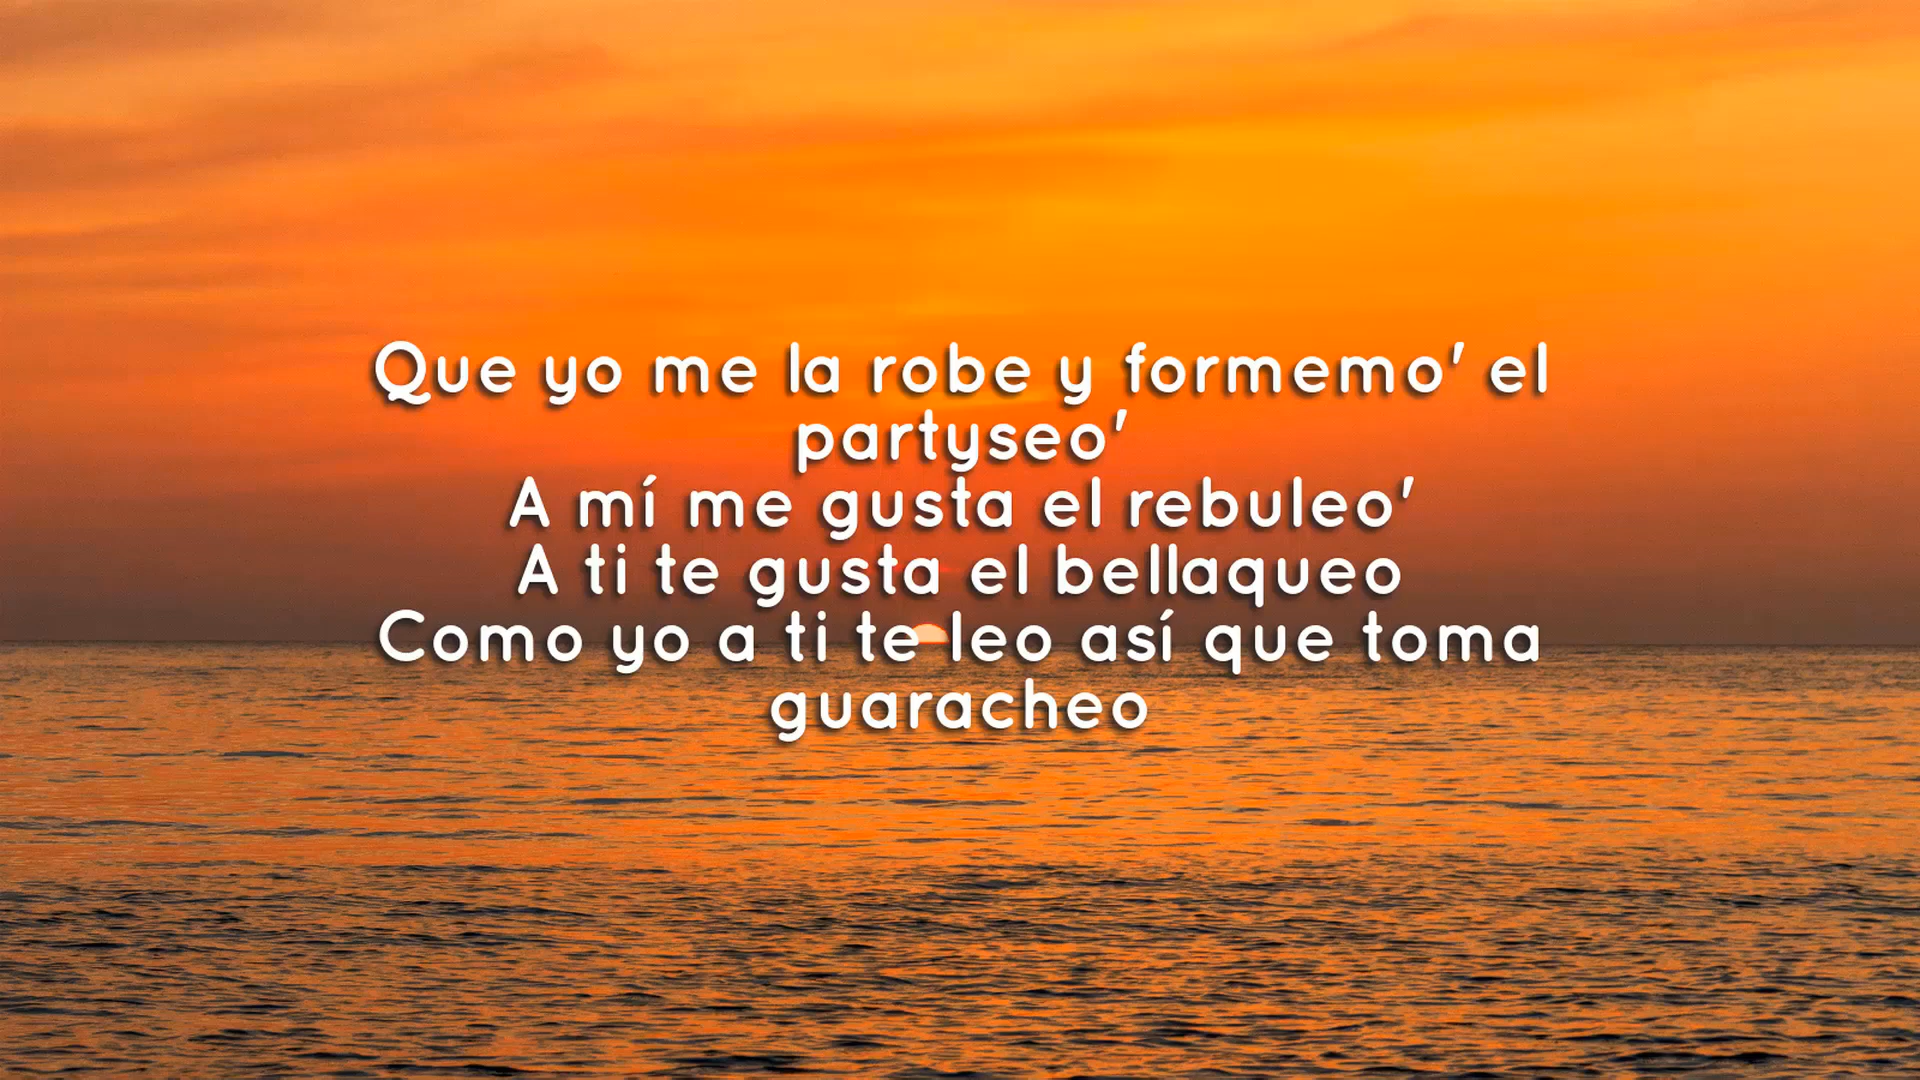 Que yo me la robe y formemo' el
partyseo'
A mí me gusta el rebuleo'
A ti te gusta el bellaqueo
Como yo a ti te leo así que toma
guaracheo